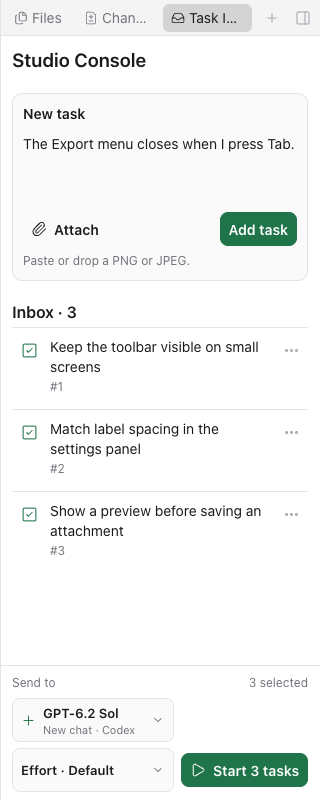 Files
Chan...
Task I...
Studio Console
New task
The Export menu closes when I press Tab.
Attach
Add task
Paste or drop a PNG or JPEG.
Inbox · 3
Keep the toolbar visible on small
screens
#1
Match label spacing in the
settings panel
#2
Show a preview before saving an
attachment
#3
Send to
3 selected
GPT-6.2 Sol
New chat · Codex
Effort · Default
Start 3 tasks